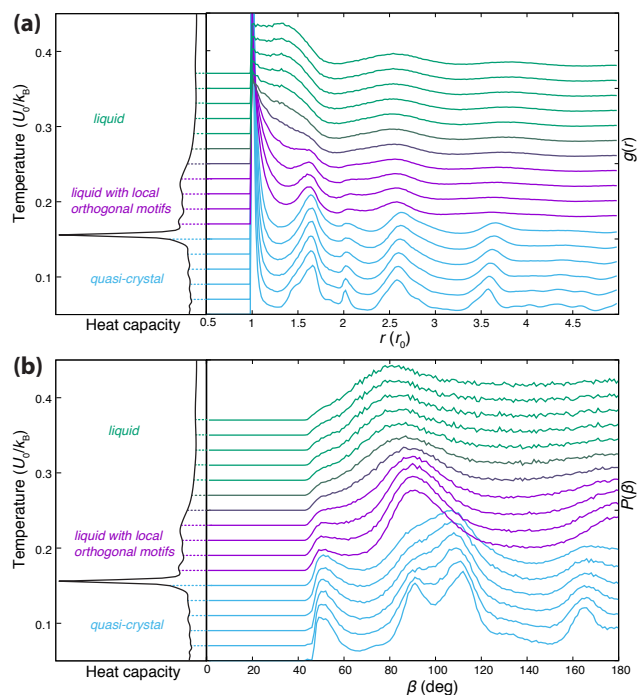 (a)
0.4
0.3
0.2
0.1
Temperature (U0/kB)
liquid
liquid with local
orthogonal motifs
quasi-crystal
Heat capacity
0.5
1
1.5
2
2.5
3
3.5
4
4.5
r (r0)
g(r)
(b)
0.4
0.3
0.2
0.1
Temperature (U0/kB)
liquid
liquid with local
orthogonal motifs
quasi-crystal
Heat capacity
0
20
40
60
80
100
120
140
160
180
β (deg)
P(β)